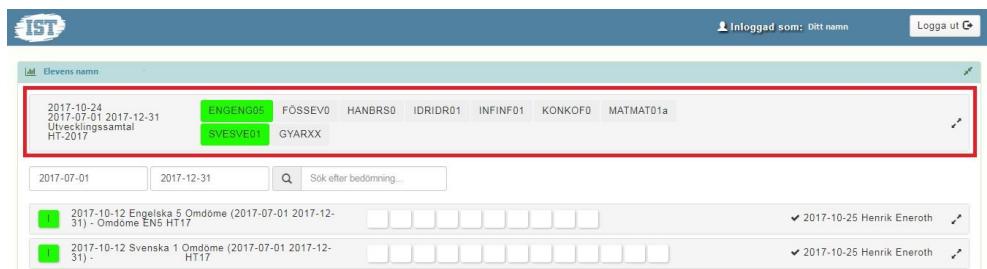 IST
Inloggad som: Ditt namn
Logga ut
Elevens namn
2017-10-24
2017-07-01 2017-12-31
Utvecklingssamtal
HT-2017
ENGENG05 FÖSSEV0 HANBRS0 IDRIDR01 INFINF01 KONKOF0 MATMAT01a
SVESVE01 GYARXX
2017-07-01 2017-12-31 Sök efter bedömning...
I 2017-10-12 Engelska 5 Omdöme (2017-07-01 2017-12-
31) - Omdöme EN5 HT17
2017-10-25 Henrik Eneroth
I 2017-10-12 Svenska 1 Omdöme (2017-07-01 2017-12-
31) - HT17
2017-10-25 Henrik Eneroth